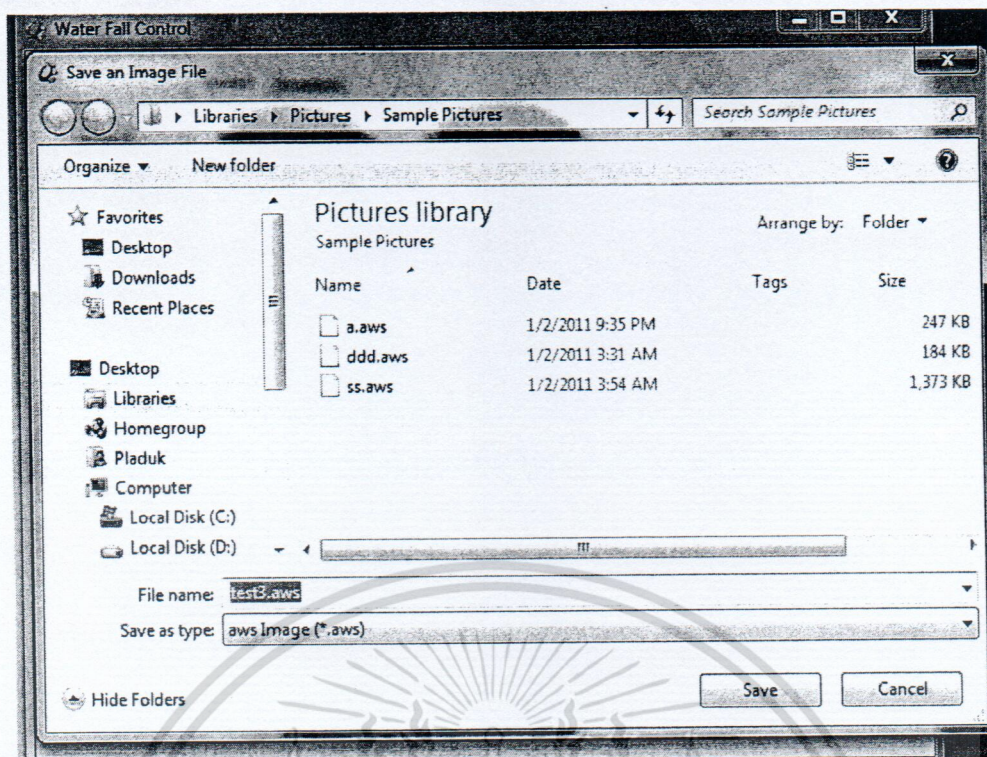 Water Fall Control
Save an Image File
Libraries Pictures Sample Pictures Search Sample Pictures
Organize New folder
Favorites
Desktop
Downloads
Recent Places
Desktop
Libraries
Homegroup
Pladuk
Computer
Local Disk (C:)
Local Disk (D:)
Pictures library
Sample Pictures
Arrange by: Folder
Name Date Tags Size
a.aws 1/2/2011 9:35 PM 247 KB
ddd.aws 1/2/2011 3:31 AM 184 KB
ss.aws 1/2/2011 3:54 AM 1,373 KB
File name: test3.aws
Save as type: aws Image (*.aws)
Hide Folders Save Cancel